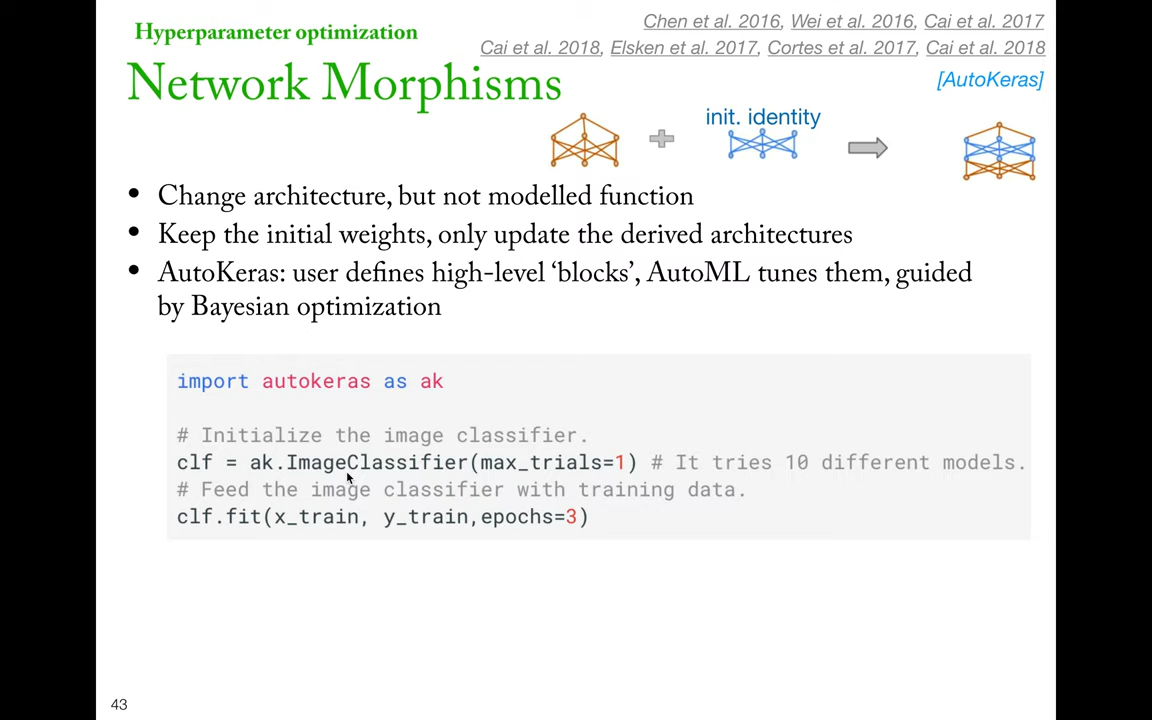 Hyperparameter optimization
Chen et al. 2016, Wei et al. 2016, Cai et al. 2017
Cai et al. 2018, Elsken et al. 2017, Cortes et al. 2017, Cai et al. 2018
Network Morphisms
[AutoKeras]
init. identity
• Change architecture, but not modelled function
• Keep the initial weights, only update the derived architectures
• AutoKeras: user defines high-level ‘blocks’, AutoML tunes them, guided
by Bayesian optimization
import autokeras as ak
# Initialize the image classifier.
clf = ak.ImageClassifier(max_trials=1) # It tries 10 different models.
# Feed the image classifier with training data.
clf.fit(x_train, y_train,epochs=3)
43